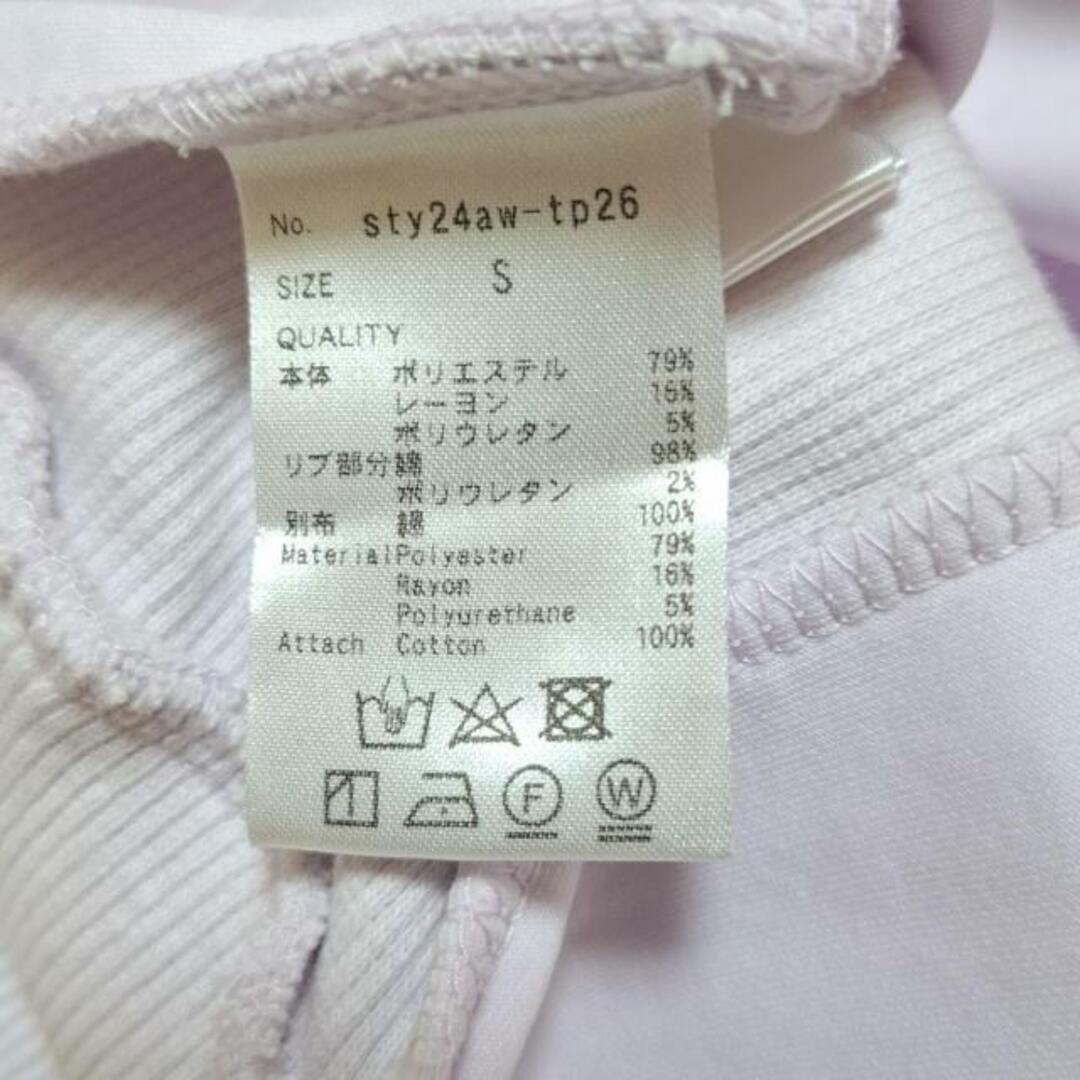 No. sty24aw-tp26
SIZE S
QUALITY
本体 ポリエステル 79%
レーヨン 16%
ポリウレタン 5%
リブ部分 綿 98%
ポリウレタン 2%
別布 綿 100%
Material Polyester 79%
Rayon 16%
Polyurethane 5%
Attach Cotton 100%
F W